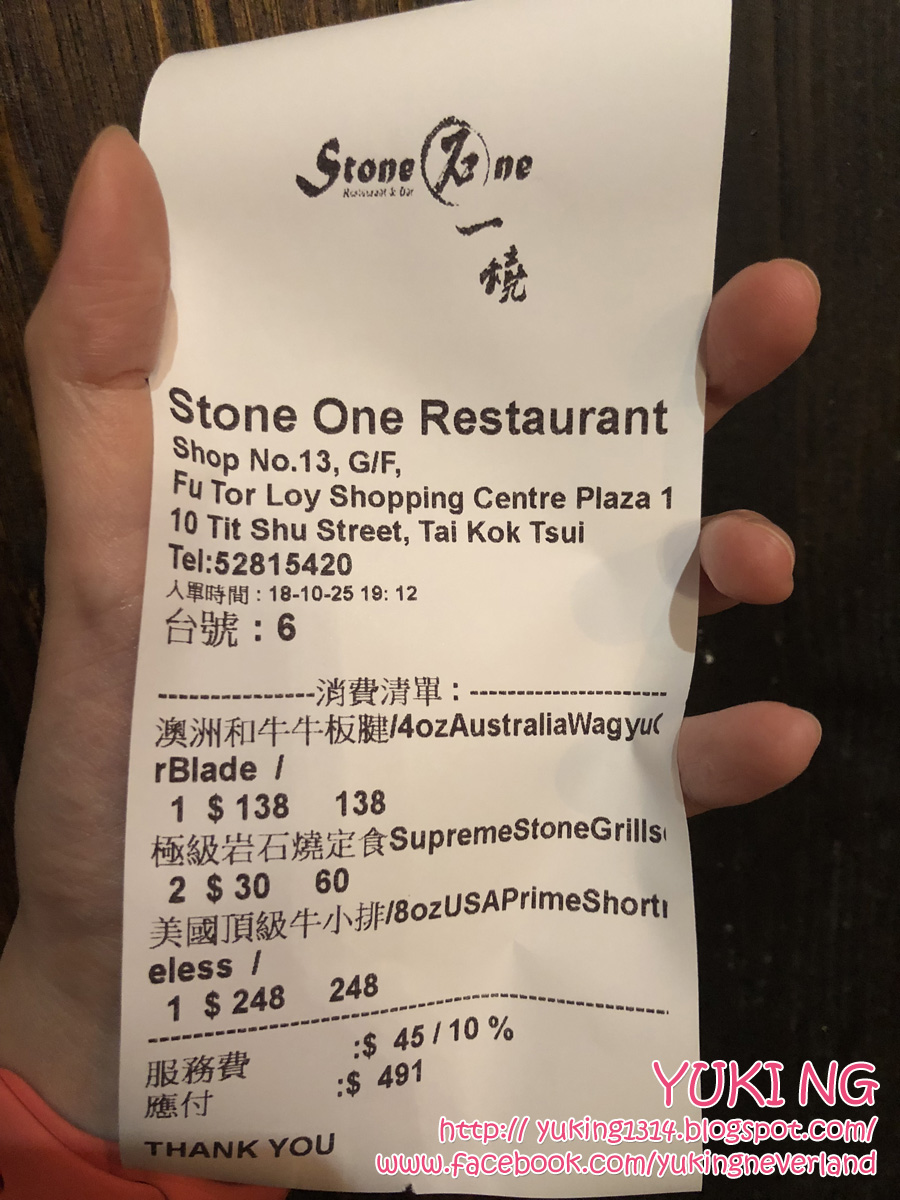 Stone One
Restaurant & Bar
一
燒
Stone One Restaurant
Shop No.13, G/F,
Fu Tor Loy Shopping Centre Plaza 1
10 Tit Shu Street, Tai Kok Tsui
Tel:52815420
入單時間 : 18-10-25 19: 12
台號 : 6
---------------消費清單 : -------------------
澳洲和牛牛板腱/4ozAustraliaWagyu
rBlade /
1 $ 138 138
極級岩石燒定食SupremeStoneGrills
2 $ 30 60
美國頂級牛小排/8ozUSAPrimeShort
eless /
1 $ 248 248
服務費 :$ 45 / 10 %
應付 :$ 491
THANK YOU
YUKI NG
http:// yuking1314.blogspot.com/
www.facebook.com/yukingneverland